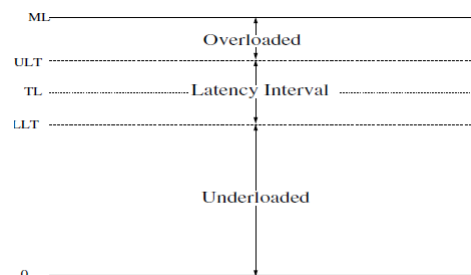 ML
Overloaded
ULT
TL
Latency Interval
LLT
Underloaded
0